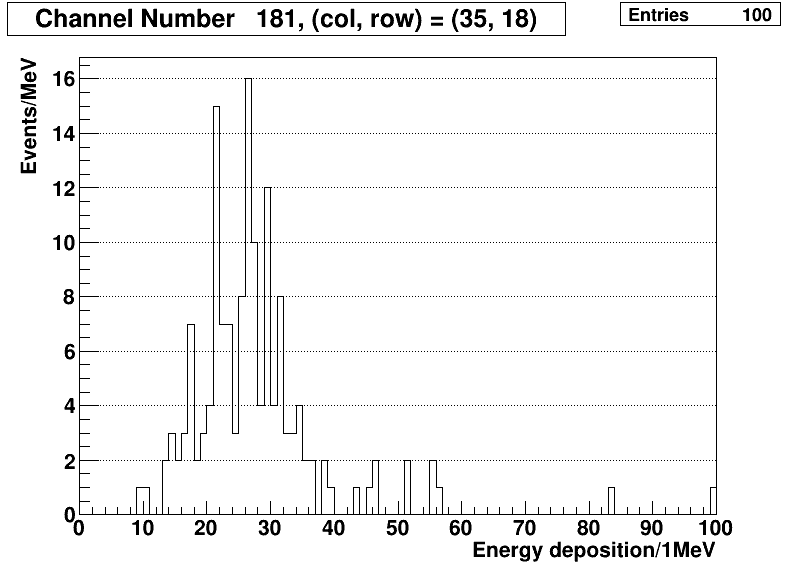 Channel Number 181, (col, row) = (35, 18)
Entries 100
Events/MeV
16
14
12
10
8
6
4
2
0
0 10 20 30 40 50 60 70 80 90 100
Energy deposition/1MeV